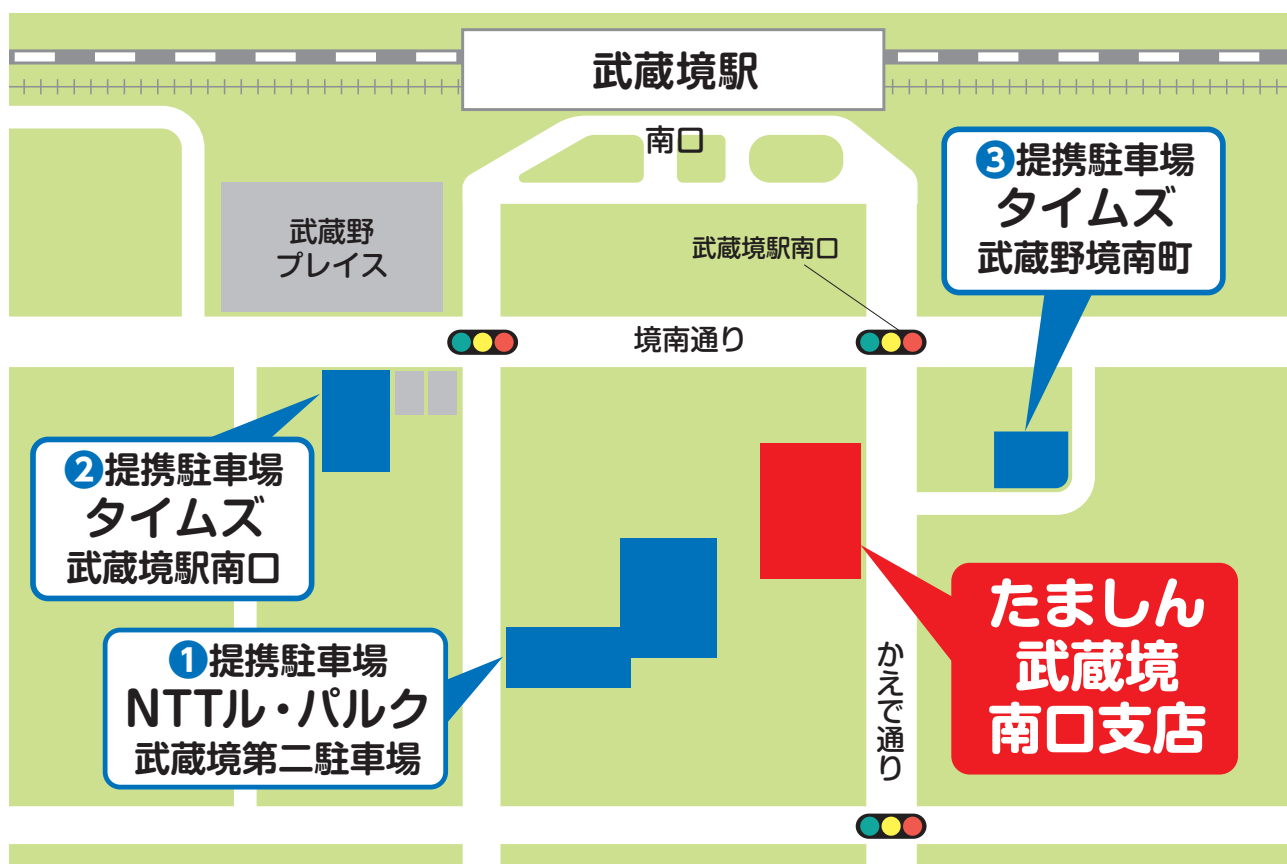 武蔵境駅
南口
武蔵野
プレイス
武蔵境駅南口
❸提携駐車場
タイムズ
武蔵野境南町
境南通り
❷提携駐車場
タイムズ
武蔵境駅南口
❶提携駐車場
NTTル・パルク
武蔵境第二駐車場
かえで通り
たましん
武蔵境
南口支店